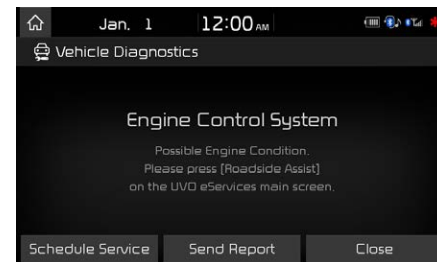 Jan. 1 12:00 AM
Vehicle Diagnostics
Engine Control System
Possible Engine Condition.
Please press [Roadside Assist]
on the UVO eServices main screen.
Schedule Service Send Report Close